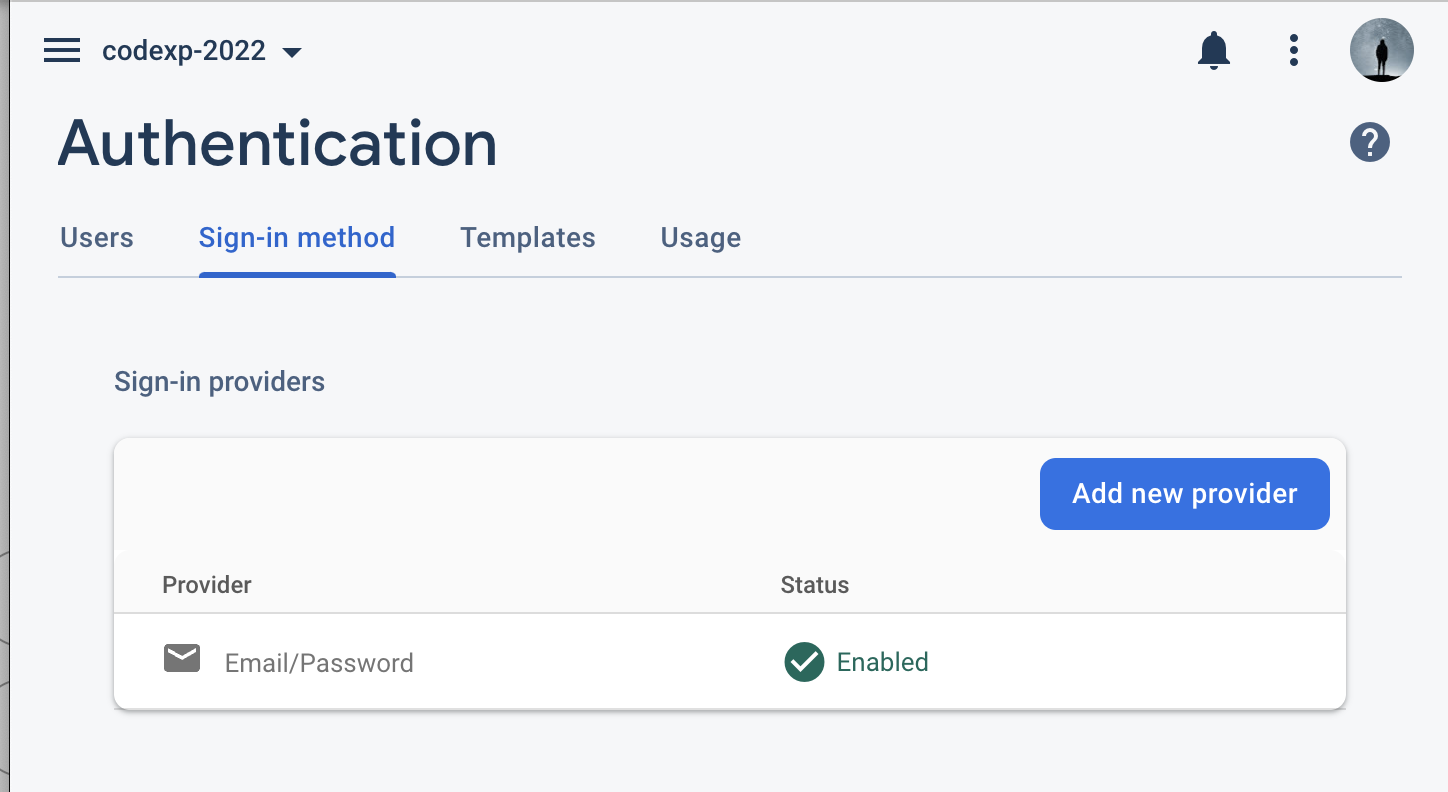 codexp-2022
Authentication
?
Users Sign-in method Templates Usage
Sign-in providers
Add new provider
Provider Status
Email/Password Enabled